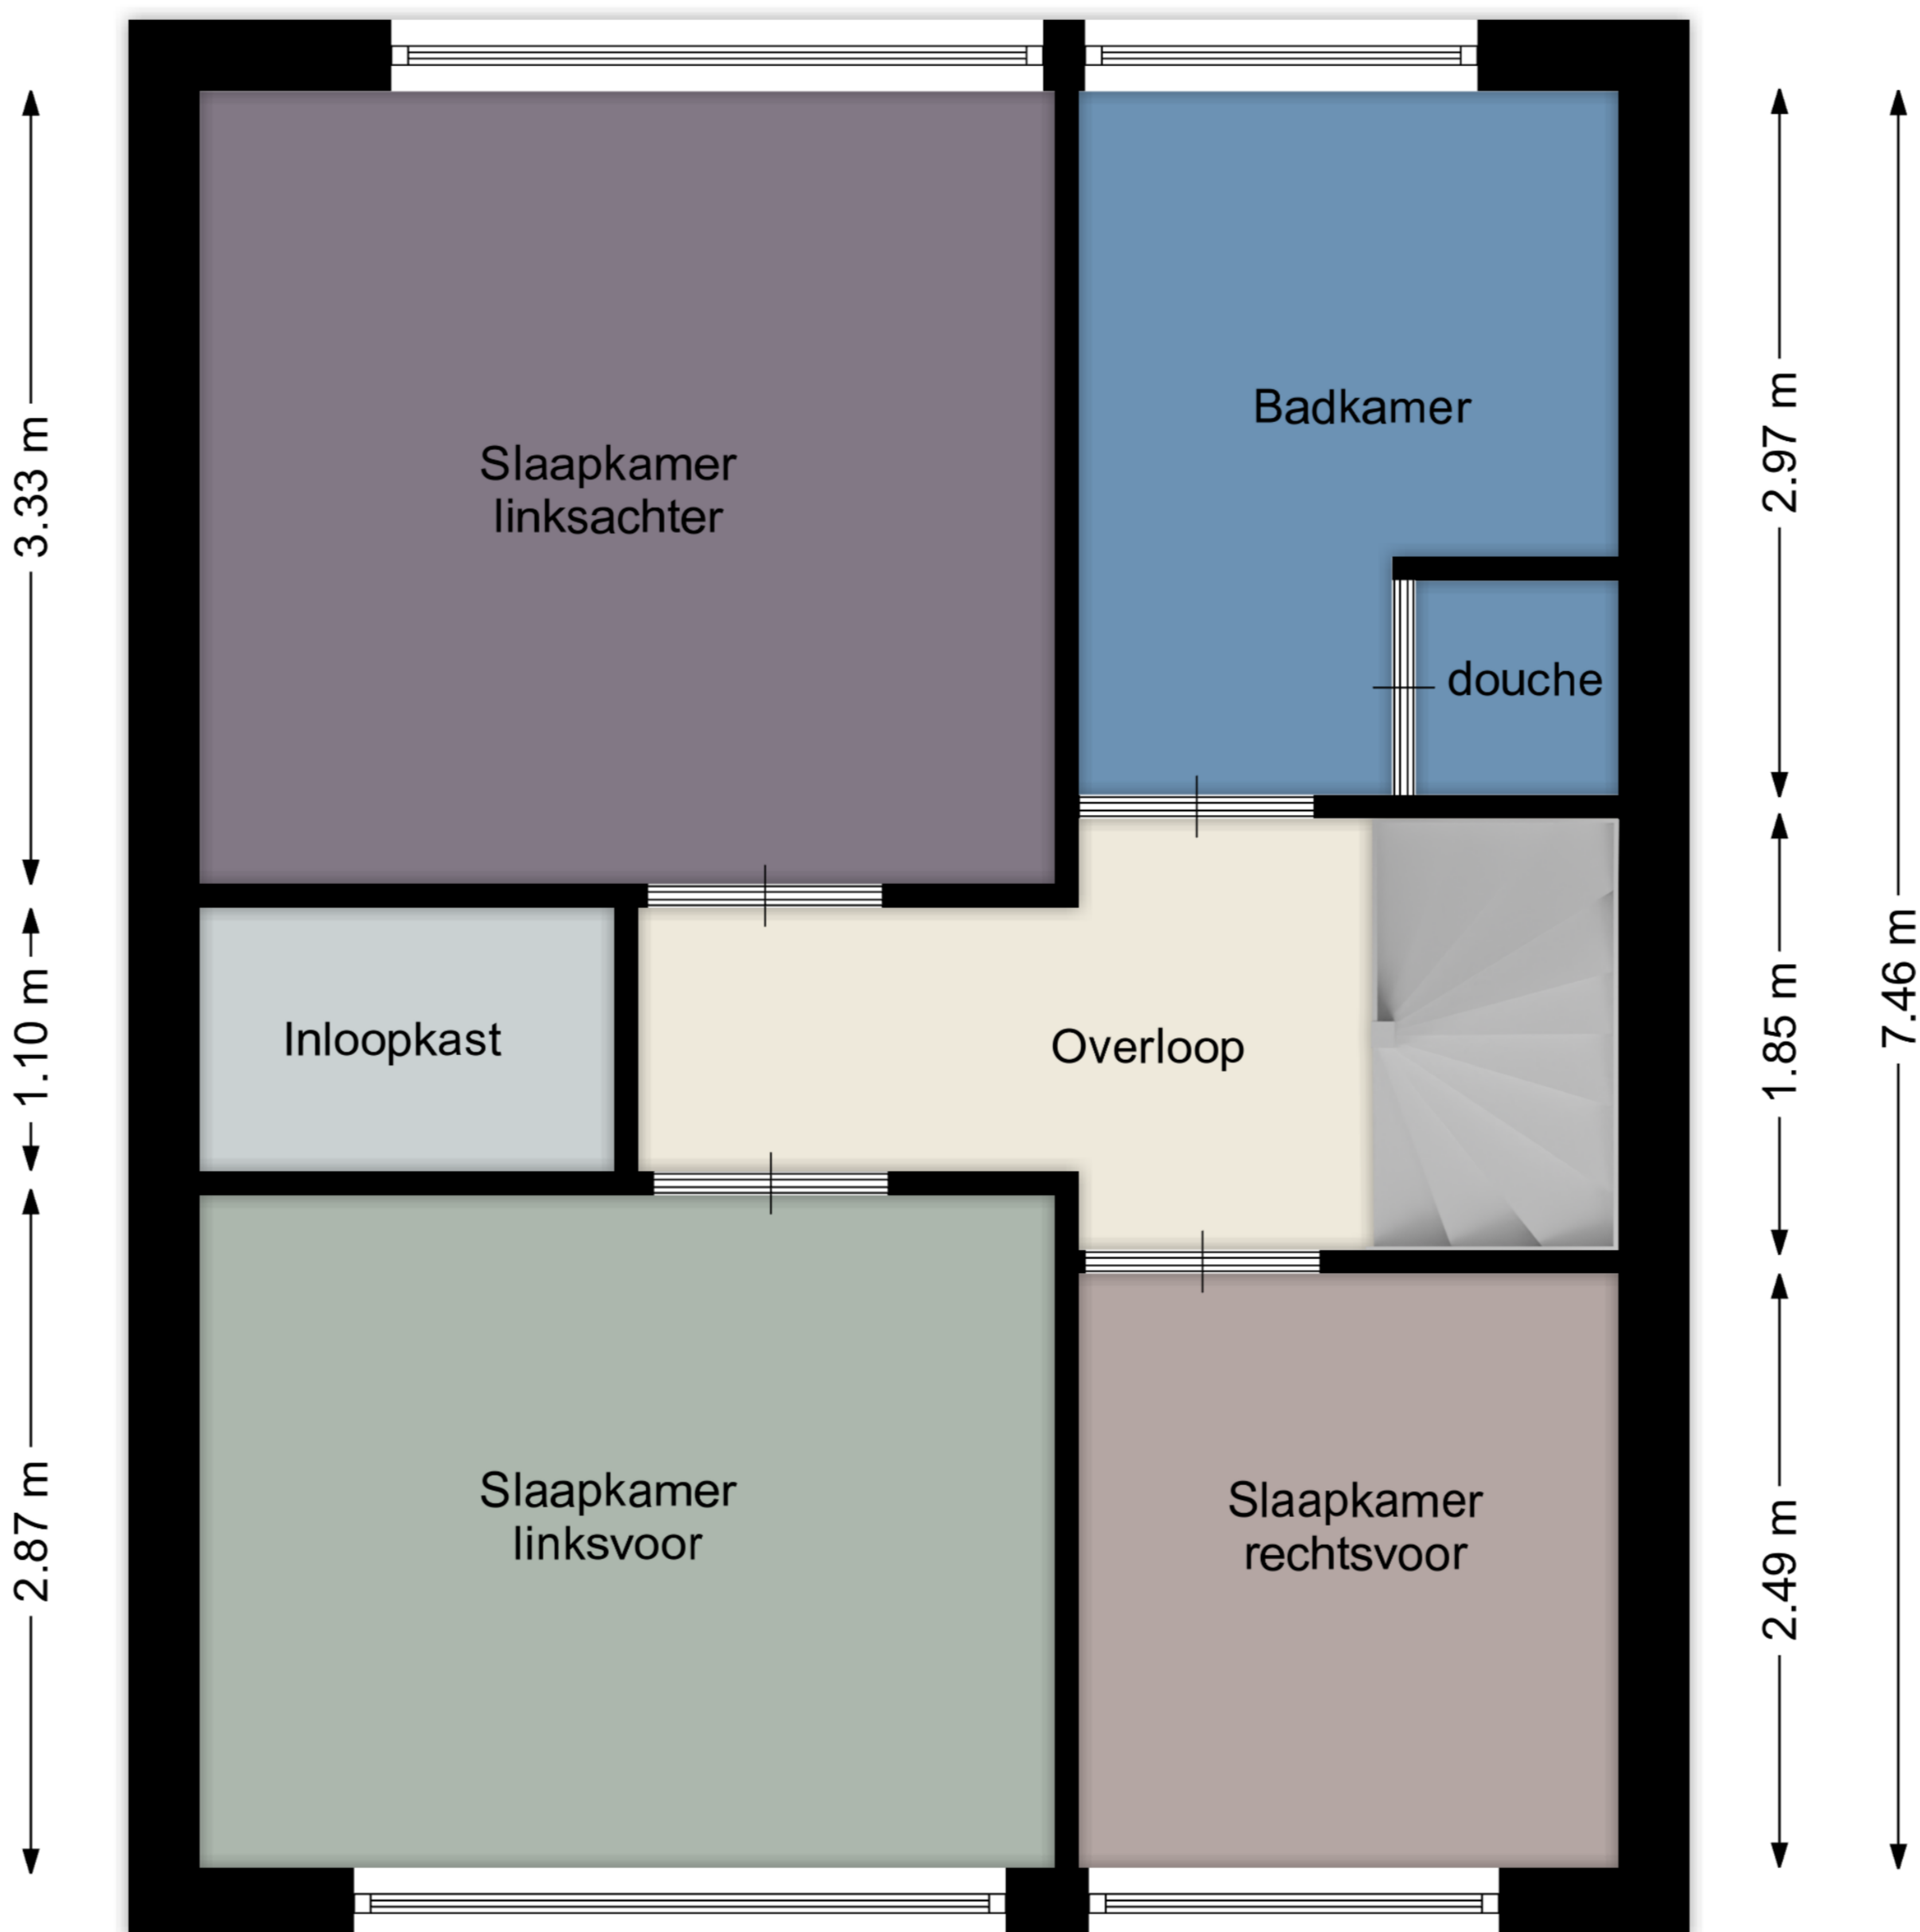 Slaapkamer
linksachter
Badkamer
douche
Inloopkast
Overloop
Slaapkamer
linksvoor
Slaapkamer
rechtsvoor
3.33 m
1.10 m
2.87 m
2.97 m
1.85 m
2.49 m
7.46 m